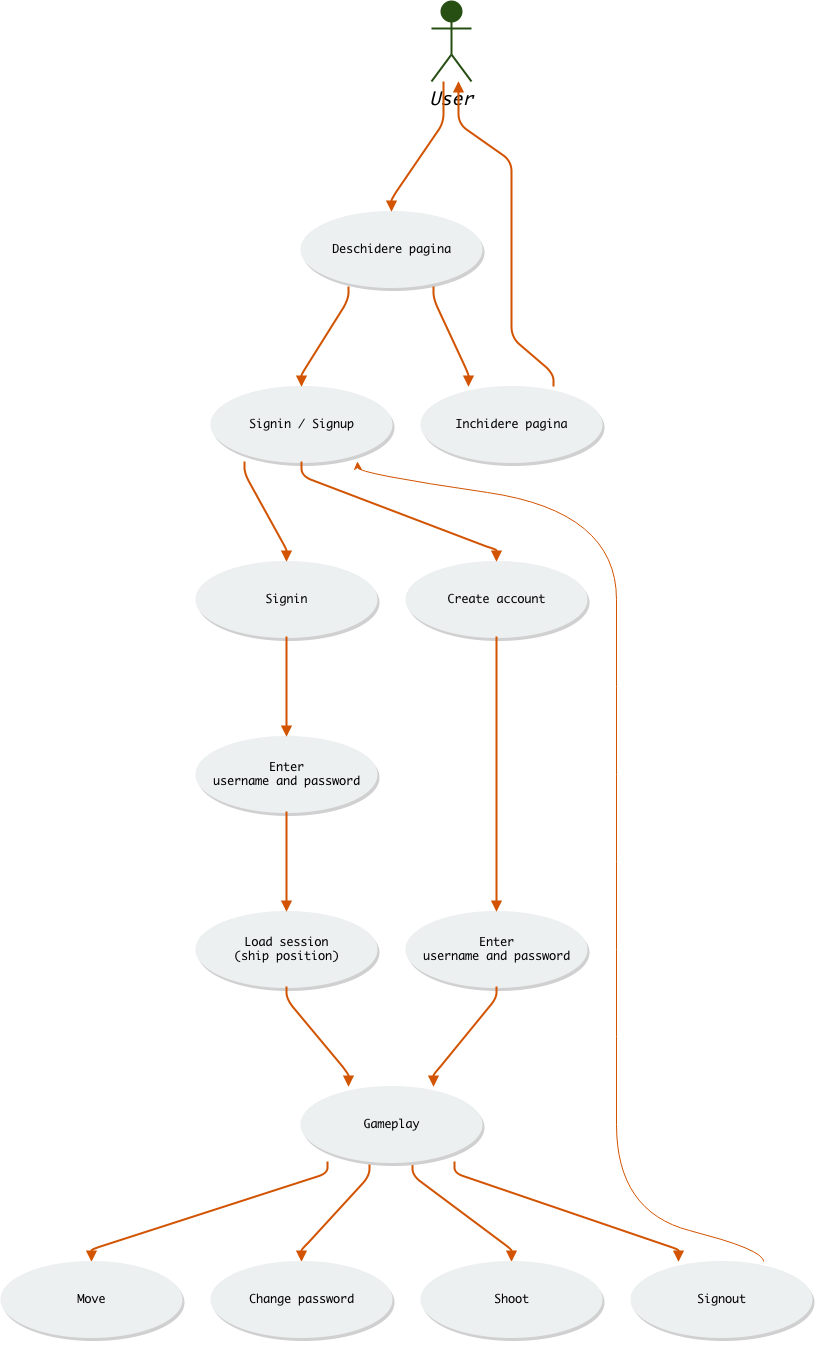 User
Deschidere pagina
Signin / Signup
Inchidere pagina
Signin
Create account
Enter
username and password
Load session
(ship position)
Enter
username and password
Gameplay
Move
Change password
Shoot
Signout